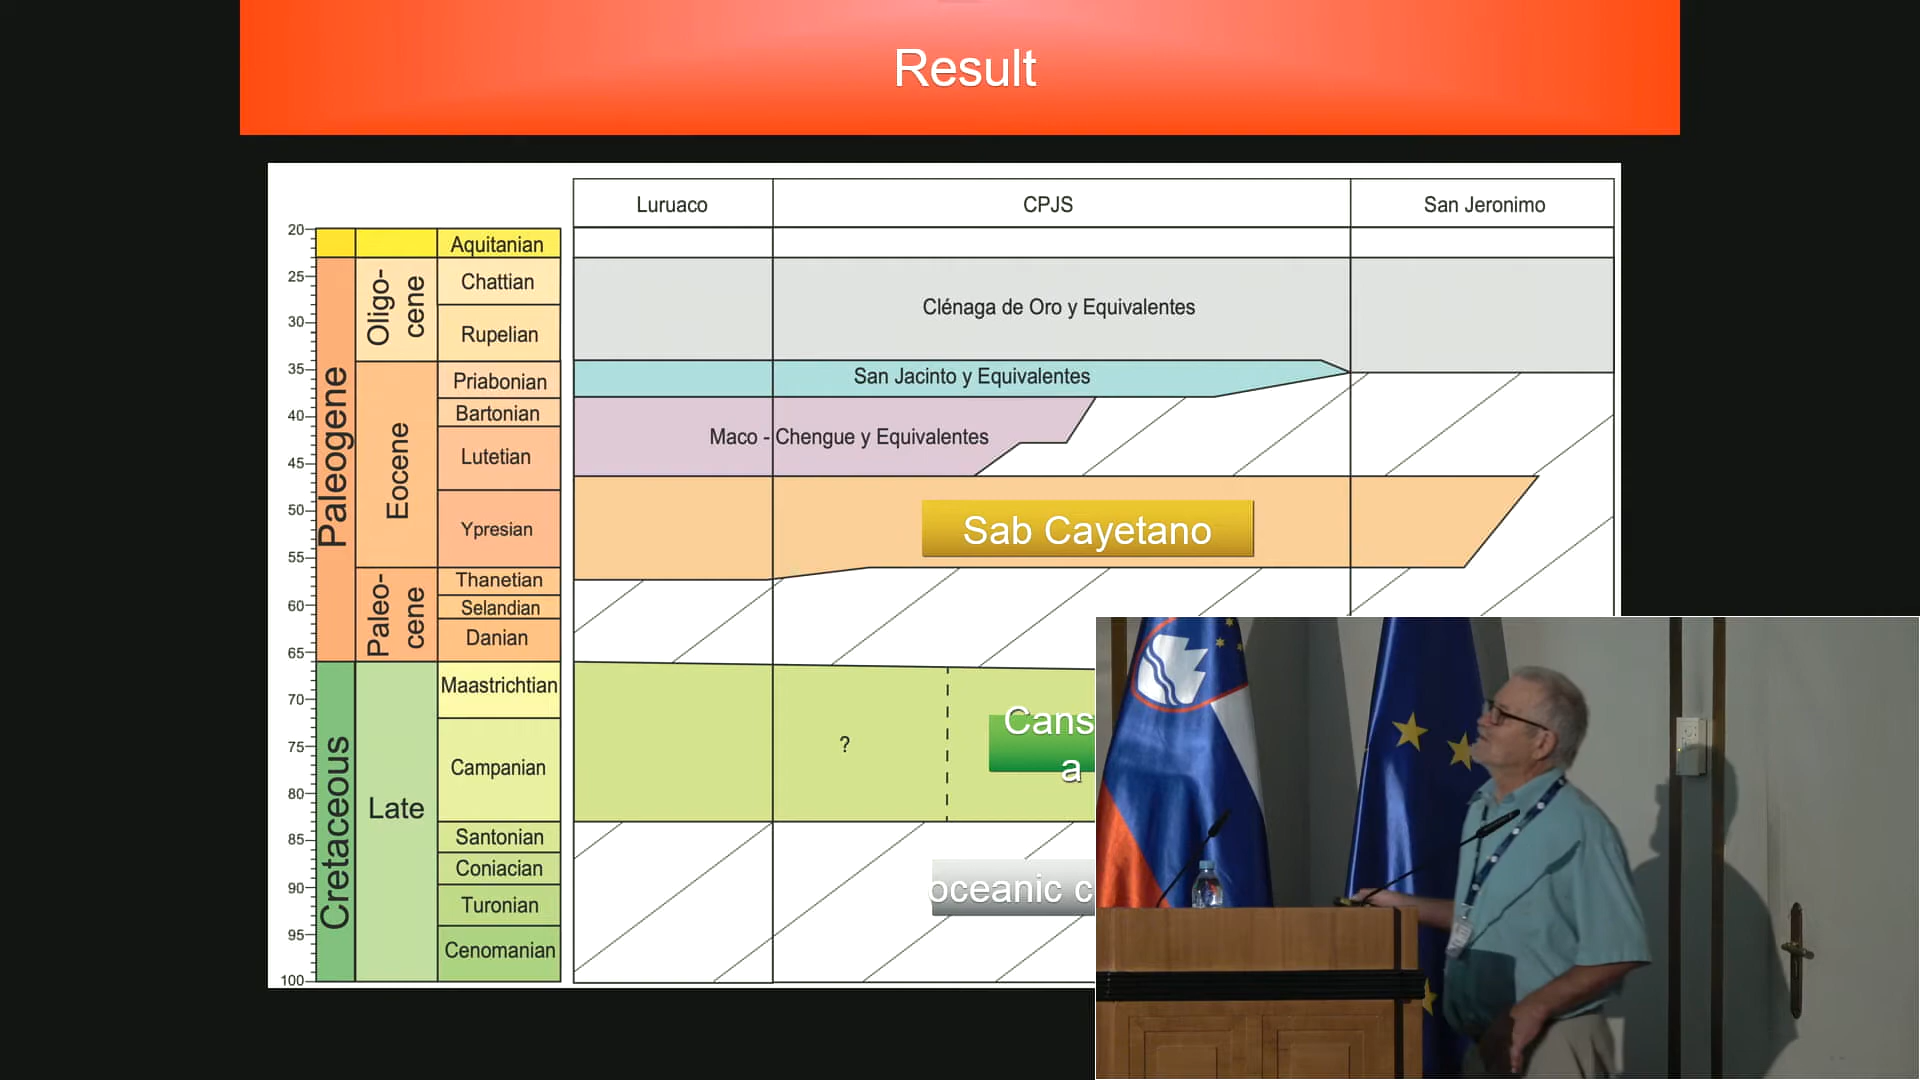 Result
Luruaco
CPJS
San Jeronimo
20
25
30
35
40
45
50
55
60
65
70
75
80
85
90
95
100
Paleogene
Cretaceous
Oligo-
cene
Eocene
Paleo-
cene
Late
Aquitanian
Chattian
Rupelian
Priabonian
Bartonian
Lutetian
Ypresian
Thanetian
Selandian
Danian
Maastrichtian
Campanian
Santonian
Coniacian
Turonian
Cenomanian
Clénaga de Oro y Equivalentes
San Jacinto y Equivalentes
Maco - Chengue y Equivalentes
Sab Cayetano
?
Cans
a
oceanic c